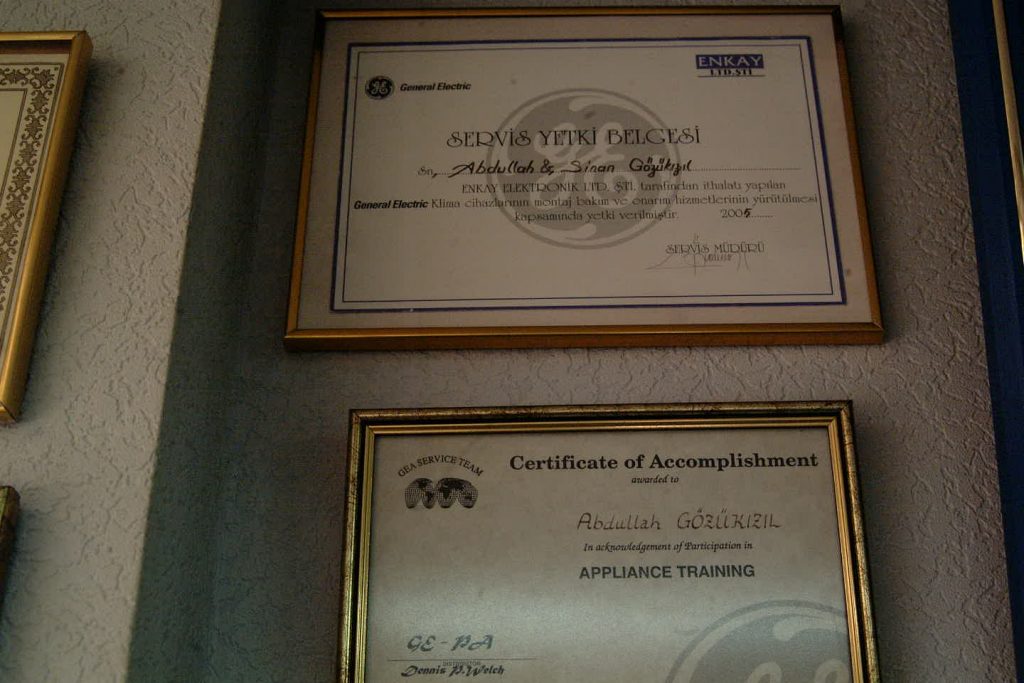 General Electric
ENKAY
LTD.ŞTİ.
SERVİS YETKİ BELGESİ
Sn. Abdullah & Sinan Gözükızıl
ENKAY ELEKTRONİK LTD. ŞTİ. tarafından ithalatı yapılan
General Electric Klima cihazlarının montaj bakım ve onarım hizmetlerinin yürütülmesi
kapsamında yetki verilmiştir. 2005
SERVİS MÜDÜRÜ
GEA SERVICE TEAM
Certificate of Accomplishment
awarded to
Abdullah GÖZÜKIZIL
In acknowledgement of Participation in
APPLIANCE TRAINING
GE-PA
DISTRIBUTOR
Dennis P. Welch